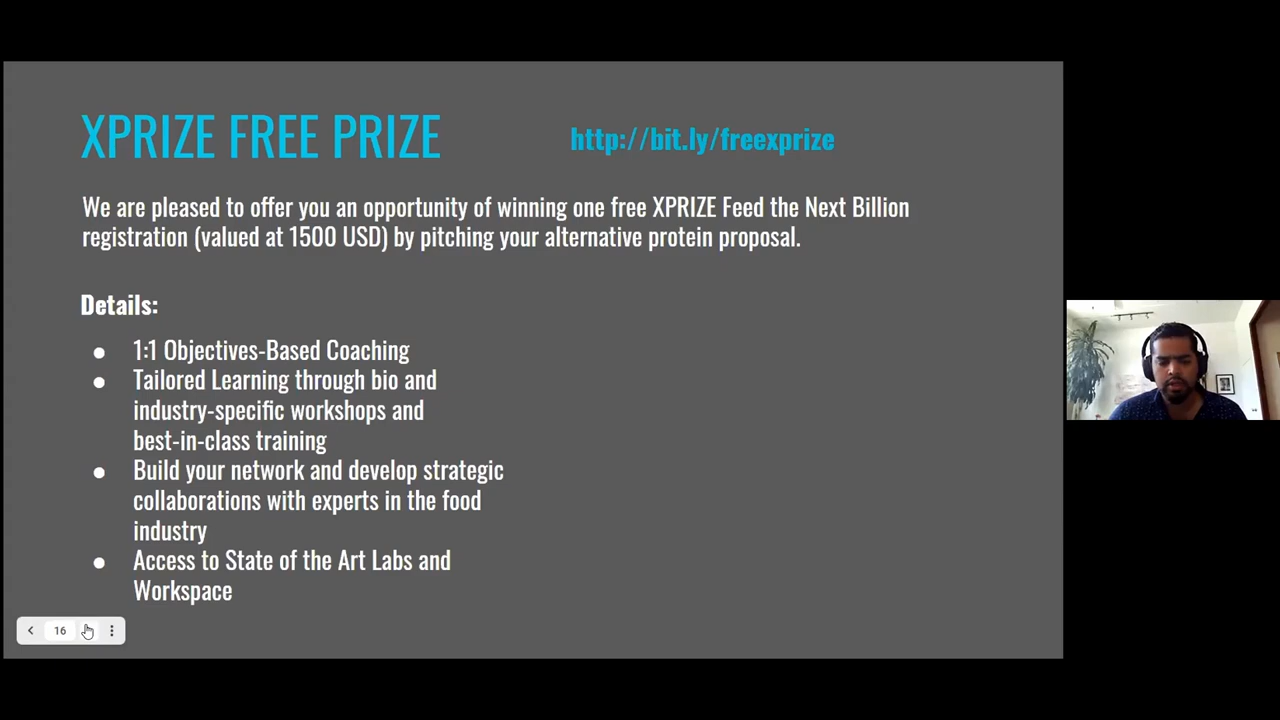 XPRIZE FREE PRIZE
http://bit.ly/freexprize
We are pleased to offer you an opportunity of winning one free XPRIZE Feed the Next Billion
registration (valued at 1500 USD) by pitching your alternative protein proposal.
Details:
● 1:1 Objectives-Based Coaching
● Tailored Learning through bio and
industry-specific workshops and
best-in-class training
● Build your network and develop strategic
collaborations with experts in the food
industry
● Access to State of the Art Labs and
Workspace
16